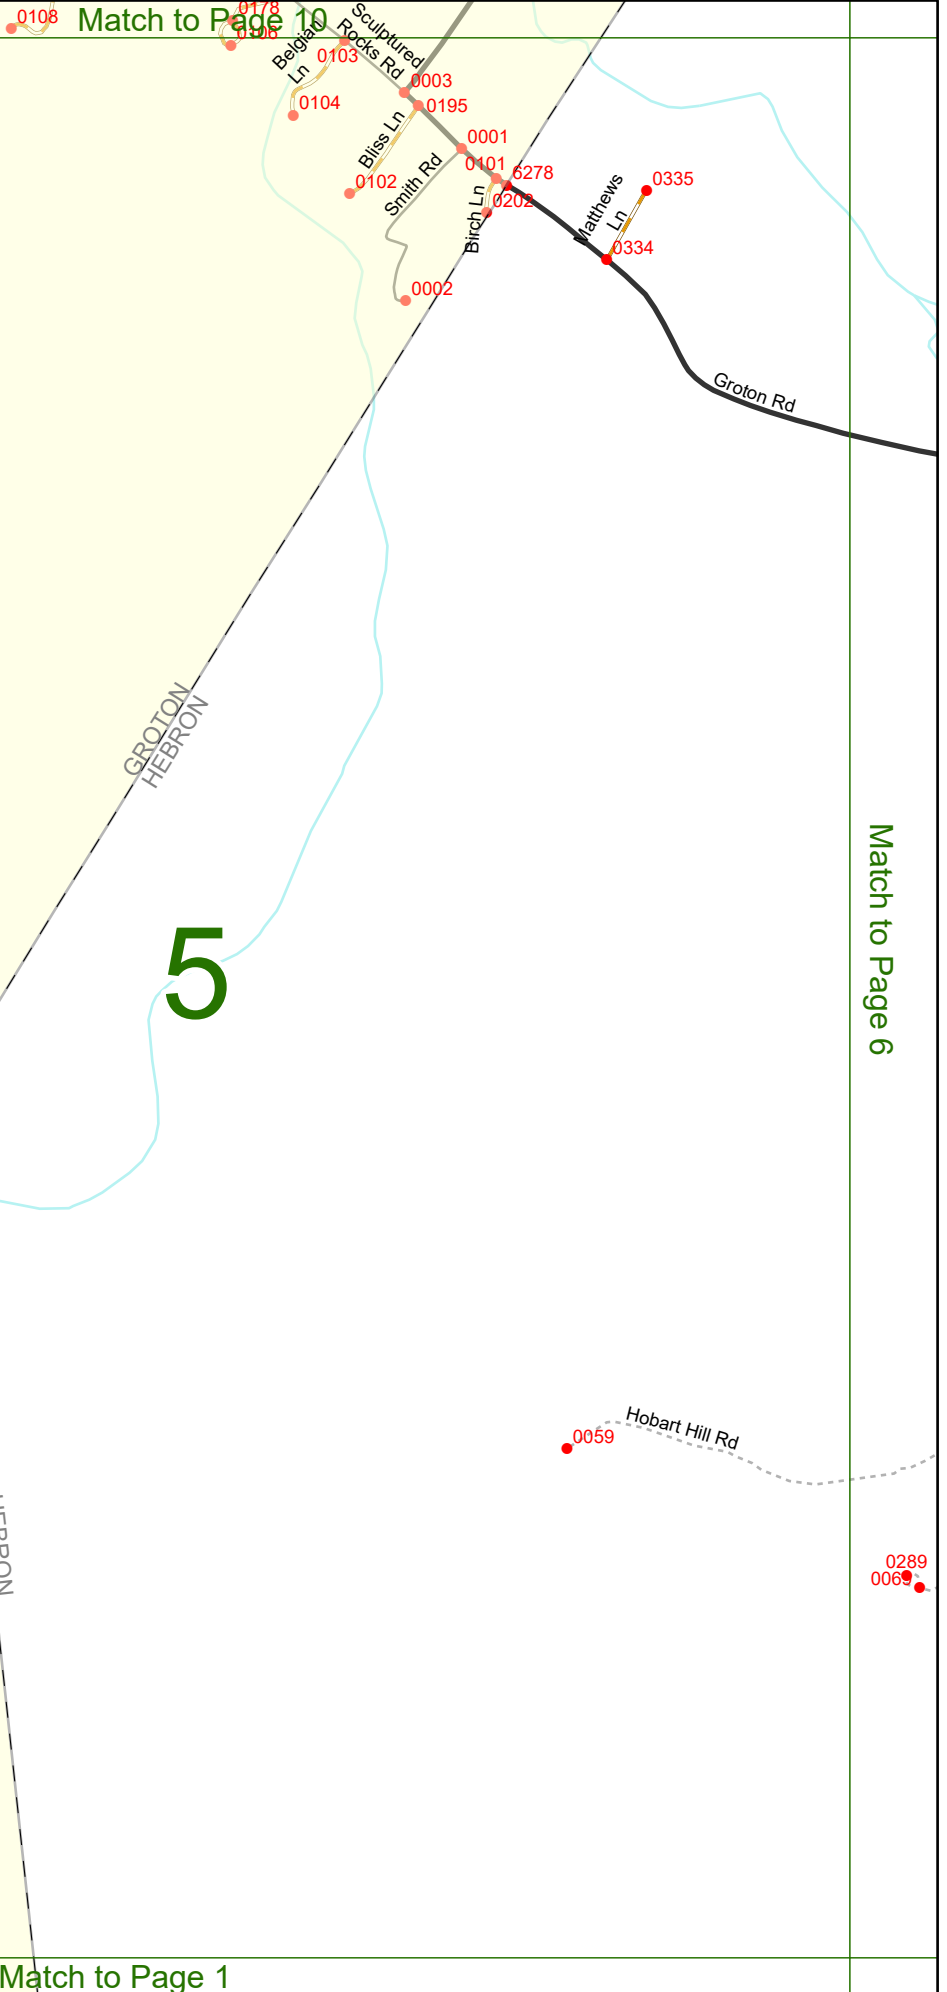 0108
Match to Page 10
0178
0106
Belgian
Ln
0103
Sculptured
Rocks Rd
0003
0104
0195
Bliss Ln
0001
0102
Smith Rd
0101
6278
0202
Birch Ln
Matthews
Ln
0335
0334
0002
Groton Rd
GROTON
HEBRON
5
Match to Page 6
Hobart Hill Rd
0059
HEBRON
0289
Match to Page 1